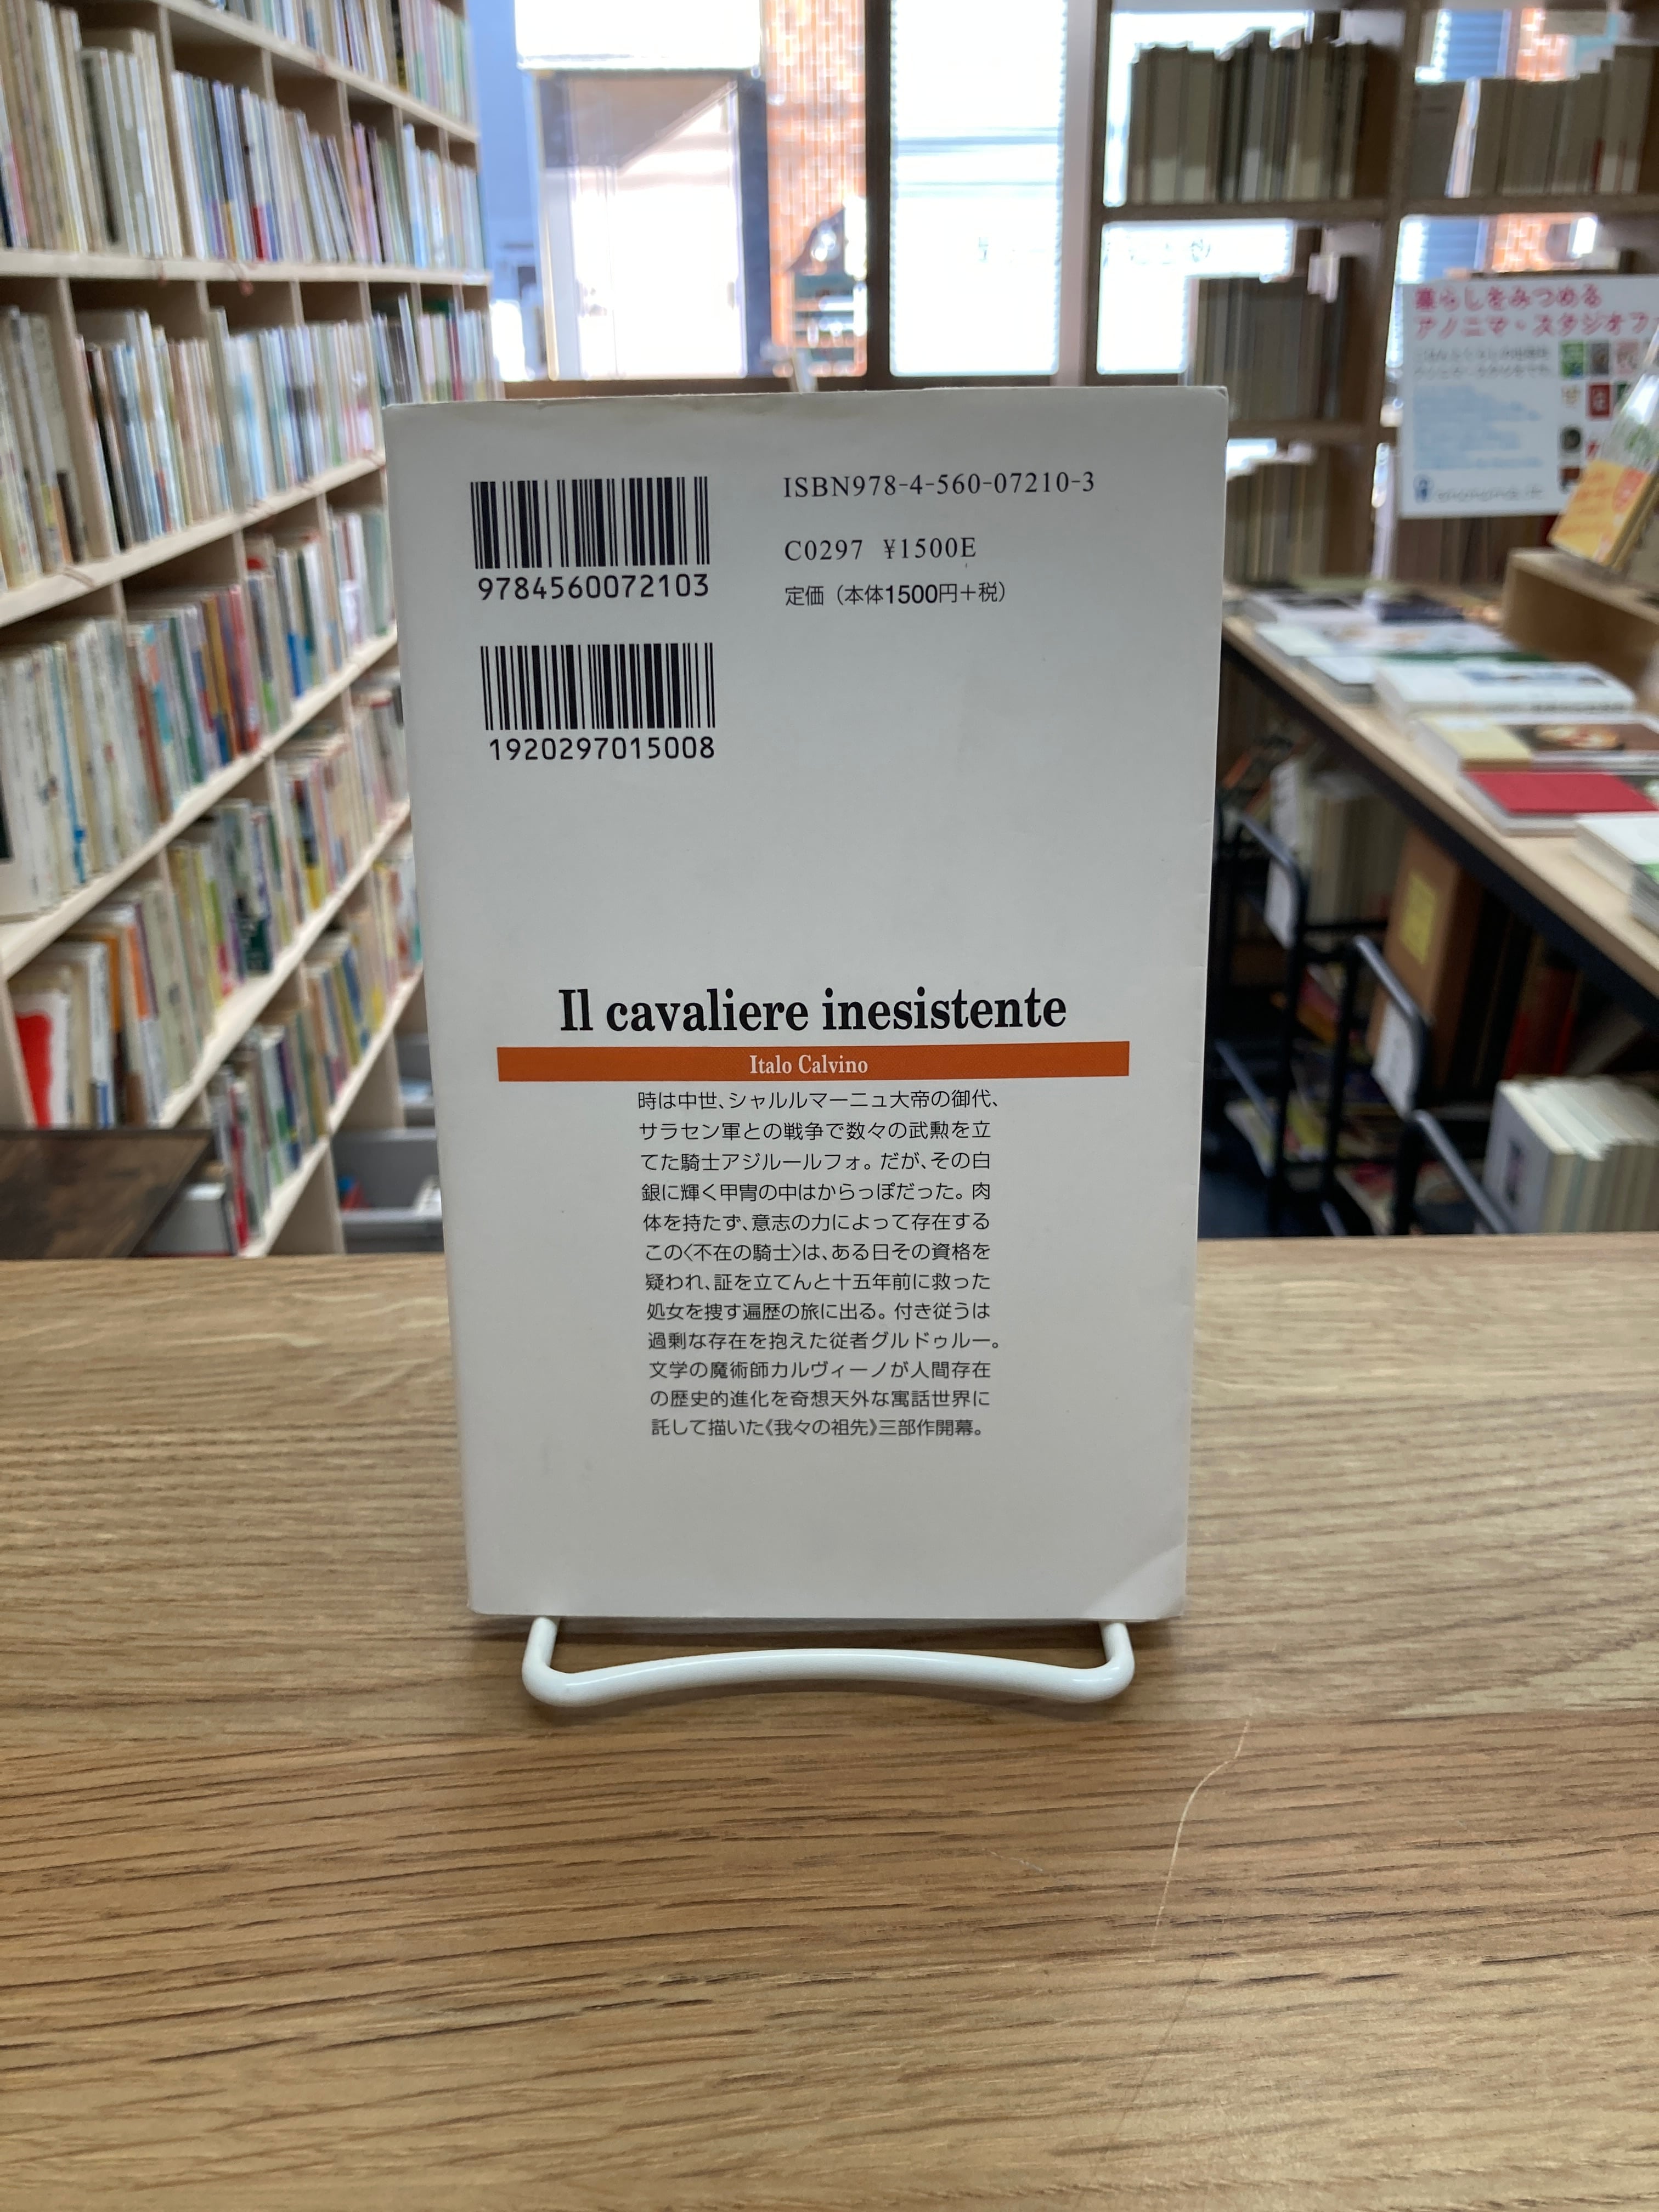 ISBN978-4-560-07210-3
C0297 ¥1500E
定価（本体1500円＋税）
9784560072103
1920297015008
Il cavaliere inesistente
Italo Calvino
時は中世、シャルルマーニュ大帝の御代、
サラセン軍との戦争で数々の武勲を立
てた騎士アジルールフォ。だが、その白
銀に輝く甲冑の中はからっぽだった。肉
体を持たず、意志の力によって存在する
この〈不在の騎士〉は、ある日その資格を
疑われ、証を立てんと十五年前に救った
処女を捜す遍歴の旅に出る。付き従うは
過剰な存在を抱えた従者グルドゥルー。
文学の魔術師カルヴィーノが人間存在
の歴史的進化を奇想天外な寓話世界に
託して描いた《我々の祖先》三部作開幕。
暮らしをみつめる
アノニマ・スタジオフ